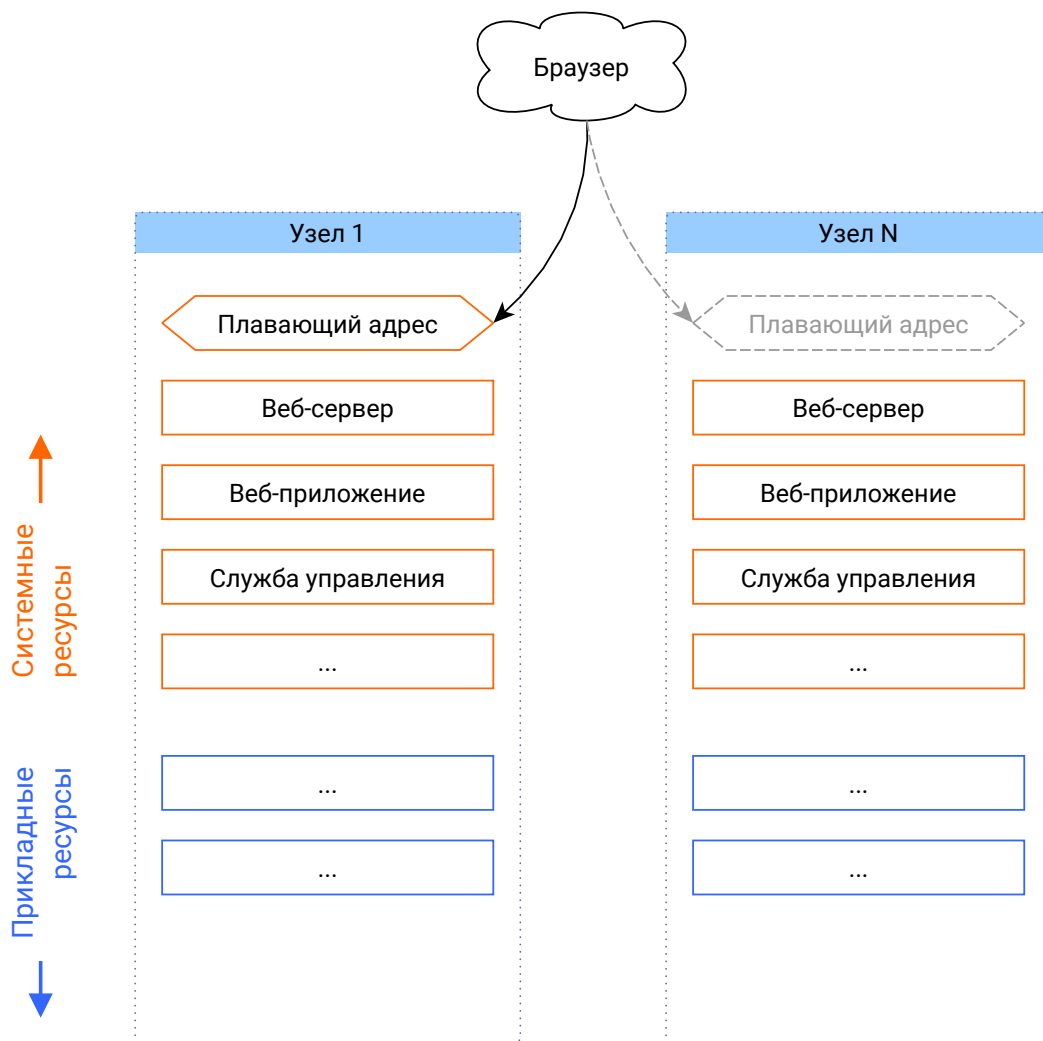 Браузер
Узел 1
Узел N
Плавающий адрес
Плавающий адрес
Веб-сервер
Веб-сервер
Веб-приложение
Веб-приложение
Служба управления
Служба управления
...
...
Системные
ресурсы
...
...
...
...
Прикладные
ресурсы